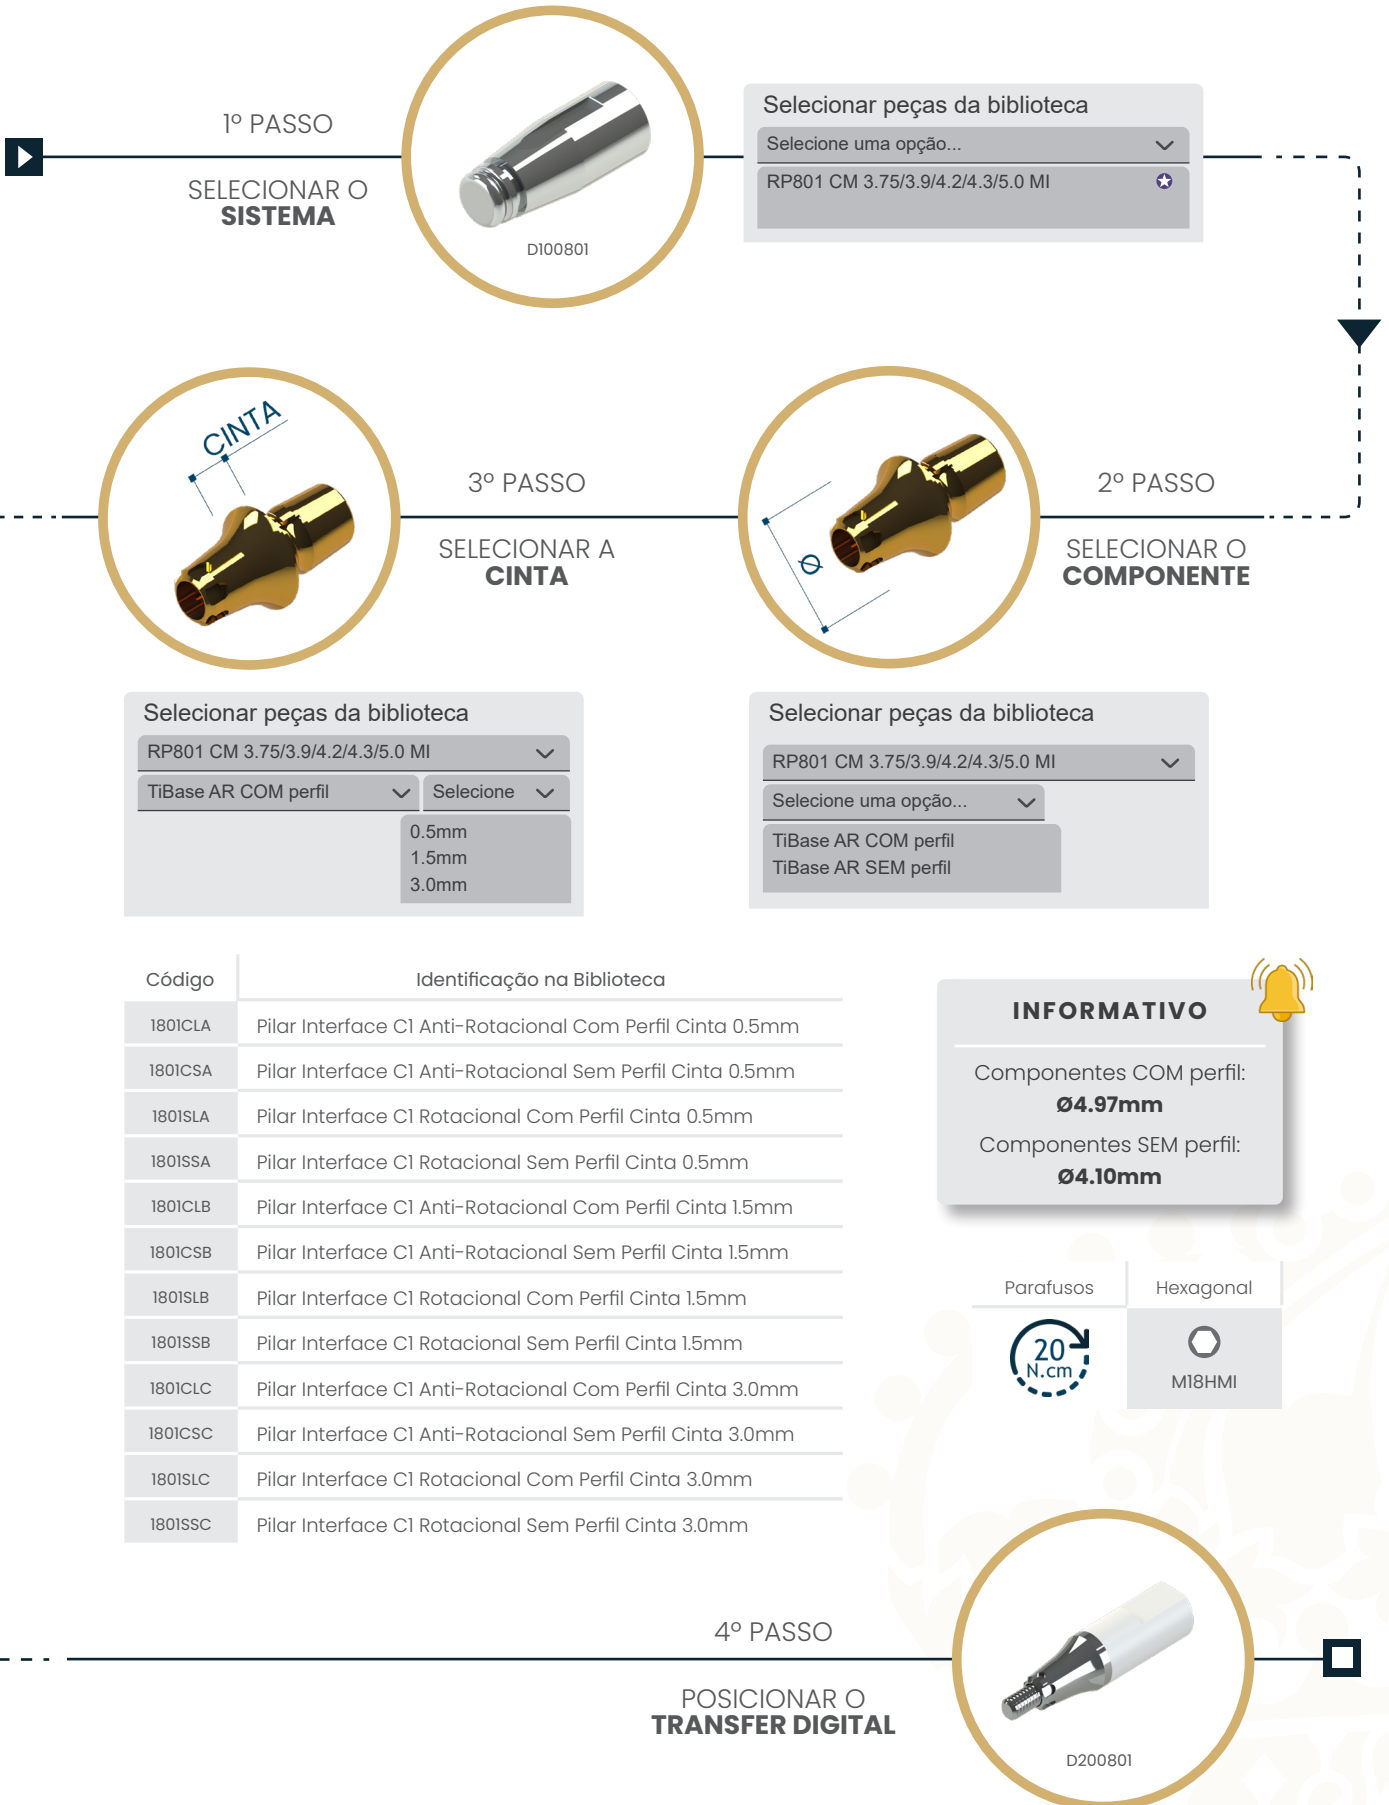 1º PASSO
SELECIONAR O
SISTEMA
D100801
Selecionar peças da biblioteca
Selecione uma opção...
RP801 CM 3.75/3.9/4.2/4.3/5.0 MI
2º PASSO
SELECIONAR O
COMPONENTE
Ø
Selecionar peças da biblioteca
RP801 CM 3.75/3.9/4.2/4.3/5.0 MI
Selecione uma opção...
TiBase AR COM perfil
TiBase AR SEM perfil
3º PASSO
SELECIONAR A
CINTA
CINTA
Selecionar peças da biblioteca
RP801 CM 3.75/3.9/4.2/4.3/5.0 MI
TiBase AR COM perfil Selecione
0.5mm
1.5mm
3.0mm
Código Identificação na Biblioteca
1801CLA Pilar Interface C1 Anti-Rotacional Com Perfil Cinta 0.5mm
1801CSA Pilar Interface C1 Anti-Rotacional Sem Perfil Cinta 0.5mm
1801SLA Pilar Interface C1 Rotacional Com Perfil Cinta 0.5mm
1801SSA Pilar Interface C1 Rotacional Sem Perfil Cinta 0.5mm
1801CLB Pilar Interface C1 Anti-Rotacional Com Perfil Cinta 1.5mm
1801CSB Pilar Interface C1 Anti-Rotacional Sem Perfil Cinta 1.5mm
1801SLB Pilar Interface C1 Rotacional Com Perfil Cinta 1.5mm
1801SSB Pilar Interface C1 Rotacional Sem Perfil Cinta 1.5mm
1801CLC Pilar Interface C1 Anti-Rotacional Com Perfil Cinta 3.0mm
1801CSC Pilar Interface C1 Anti-Rotacional Sem Perfil Cinta 3.0mm
1801SLC Pilar Interface C1 Rotacional Com Perfil Cinta 3.0mm
1801SSC Pilar Interface C1 Rotacional Sem Perfil Cinta 3.0mm
INFORMATIVO
Componentes COM perfil:
Ø4.97mm
Componentes SEM perfil:
Ø4.10mm
Parafusos Hexagonal
20
N.cm
M18HMI
4º PASSO
POSICIONAR O
TRANSFER DIGITAL
D200801